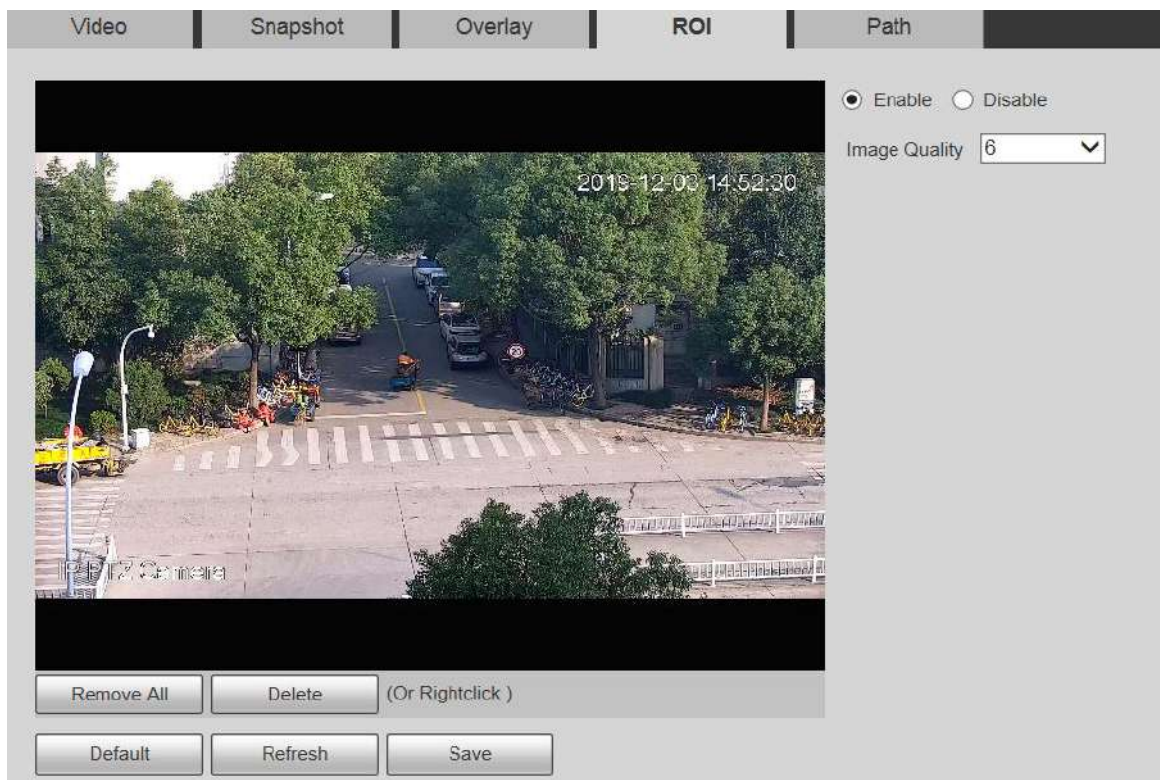 Video Snapshot Overlay ROI Path
Enable Disable
Image Quality 6
2019-12-03 14:52:30
20
IP PTZ Camera
Remove All Delete (Or Rightclick )
Default Refresh Save